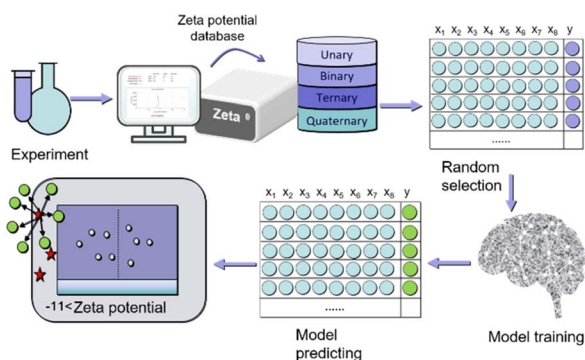 Zeta potential
database
Unary
Binary
Ternary
Quaternary
Zeta
Experiment
x₁ x₂ x₃ x₄ x₅ x₆ x₇ x₈ y
......
Random
selection
Model training
x₁ x₂ x₃ x₄ x₅ x₆ x₇ x₈ y
......
Model
predicting
-11<Zeta potential